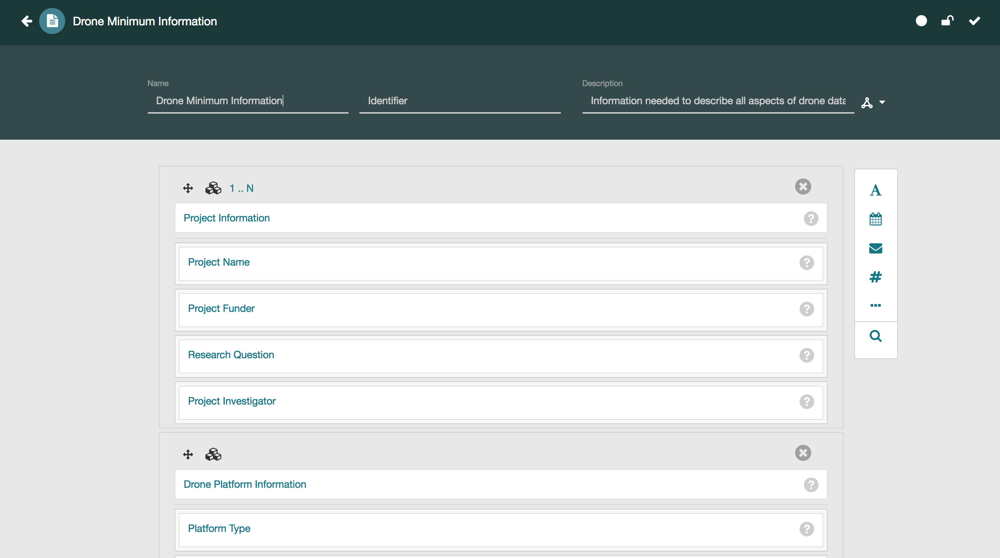 Drone Minimum Information
Name
Description
Drone Minimum Information
Identifier
Information needed to describe all aspects of drone data
1 .. N
Project Information
Project Name
Project Funder
Research Question
Project Investigator
Drone Platform Information
Platform Type